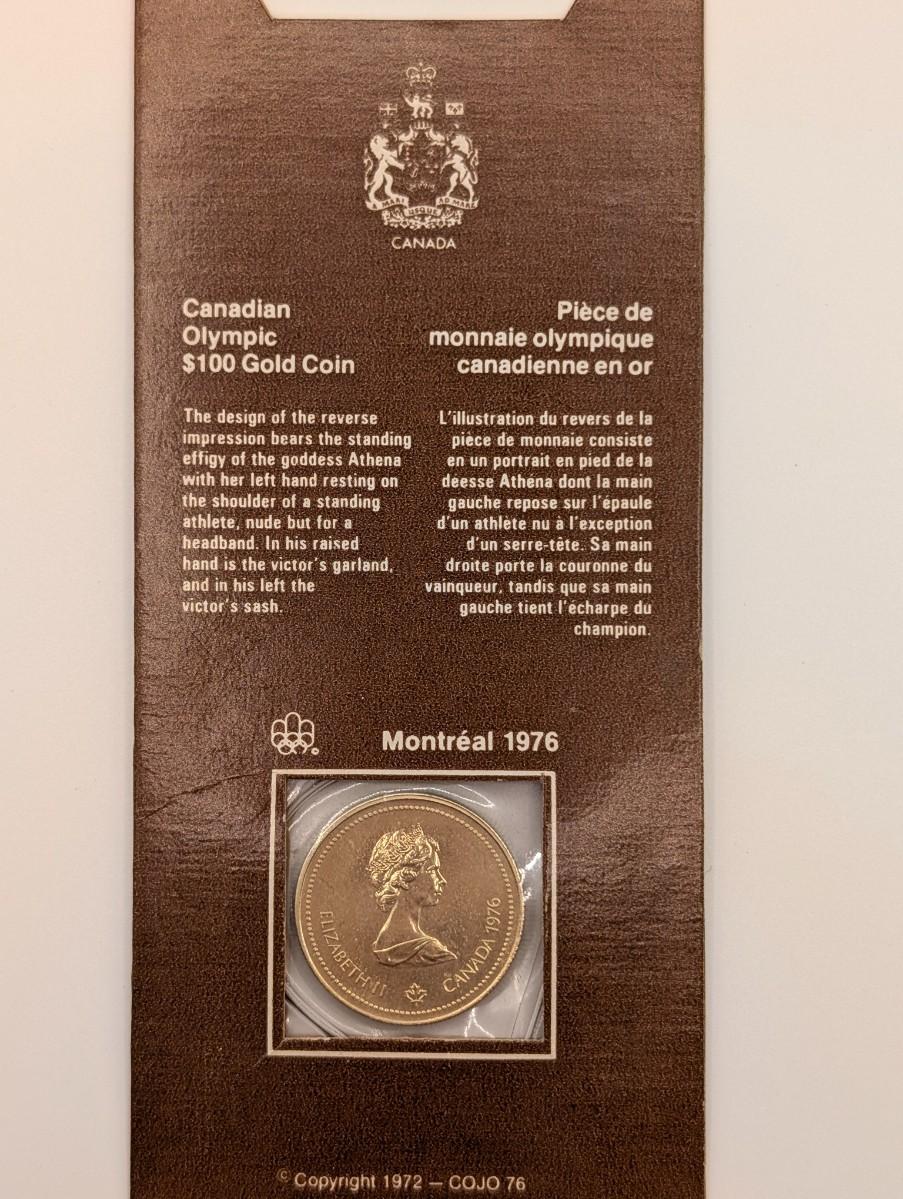 A MARI USQUE AD MARE
CANADA
Canadian
Olympic
$100 Gold Coin
The design of the reverse
impression bears the standing
effigy of the goddess Athena
with her left hand resting on
the shoulder of a standing
athlete, nude but for a
headband. In his raised
hand is the victor's garland,
and in his left the
victor's sash.
Pièce de
monnaie olympique
canadienne en or
L'illustration du revers de la
pièce de monnaie consiste
en un portrait en pied de la
déesse Athéna dont la main
gauche repose sur l'épaule
d'un athlète nu à l'exception
d'un serre-tête. Sa main
droite porte la couronne du
vainqueur, tandis que sa main
gauche tient l'écharpe du
champion.
Montréal 1976
ELIZABETH II CANADA 1976
© Copyright 1972 – COJO 76